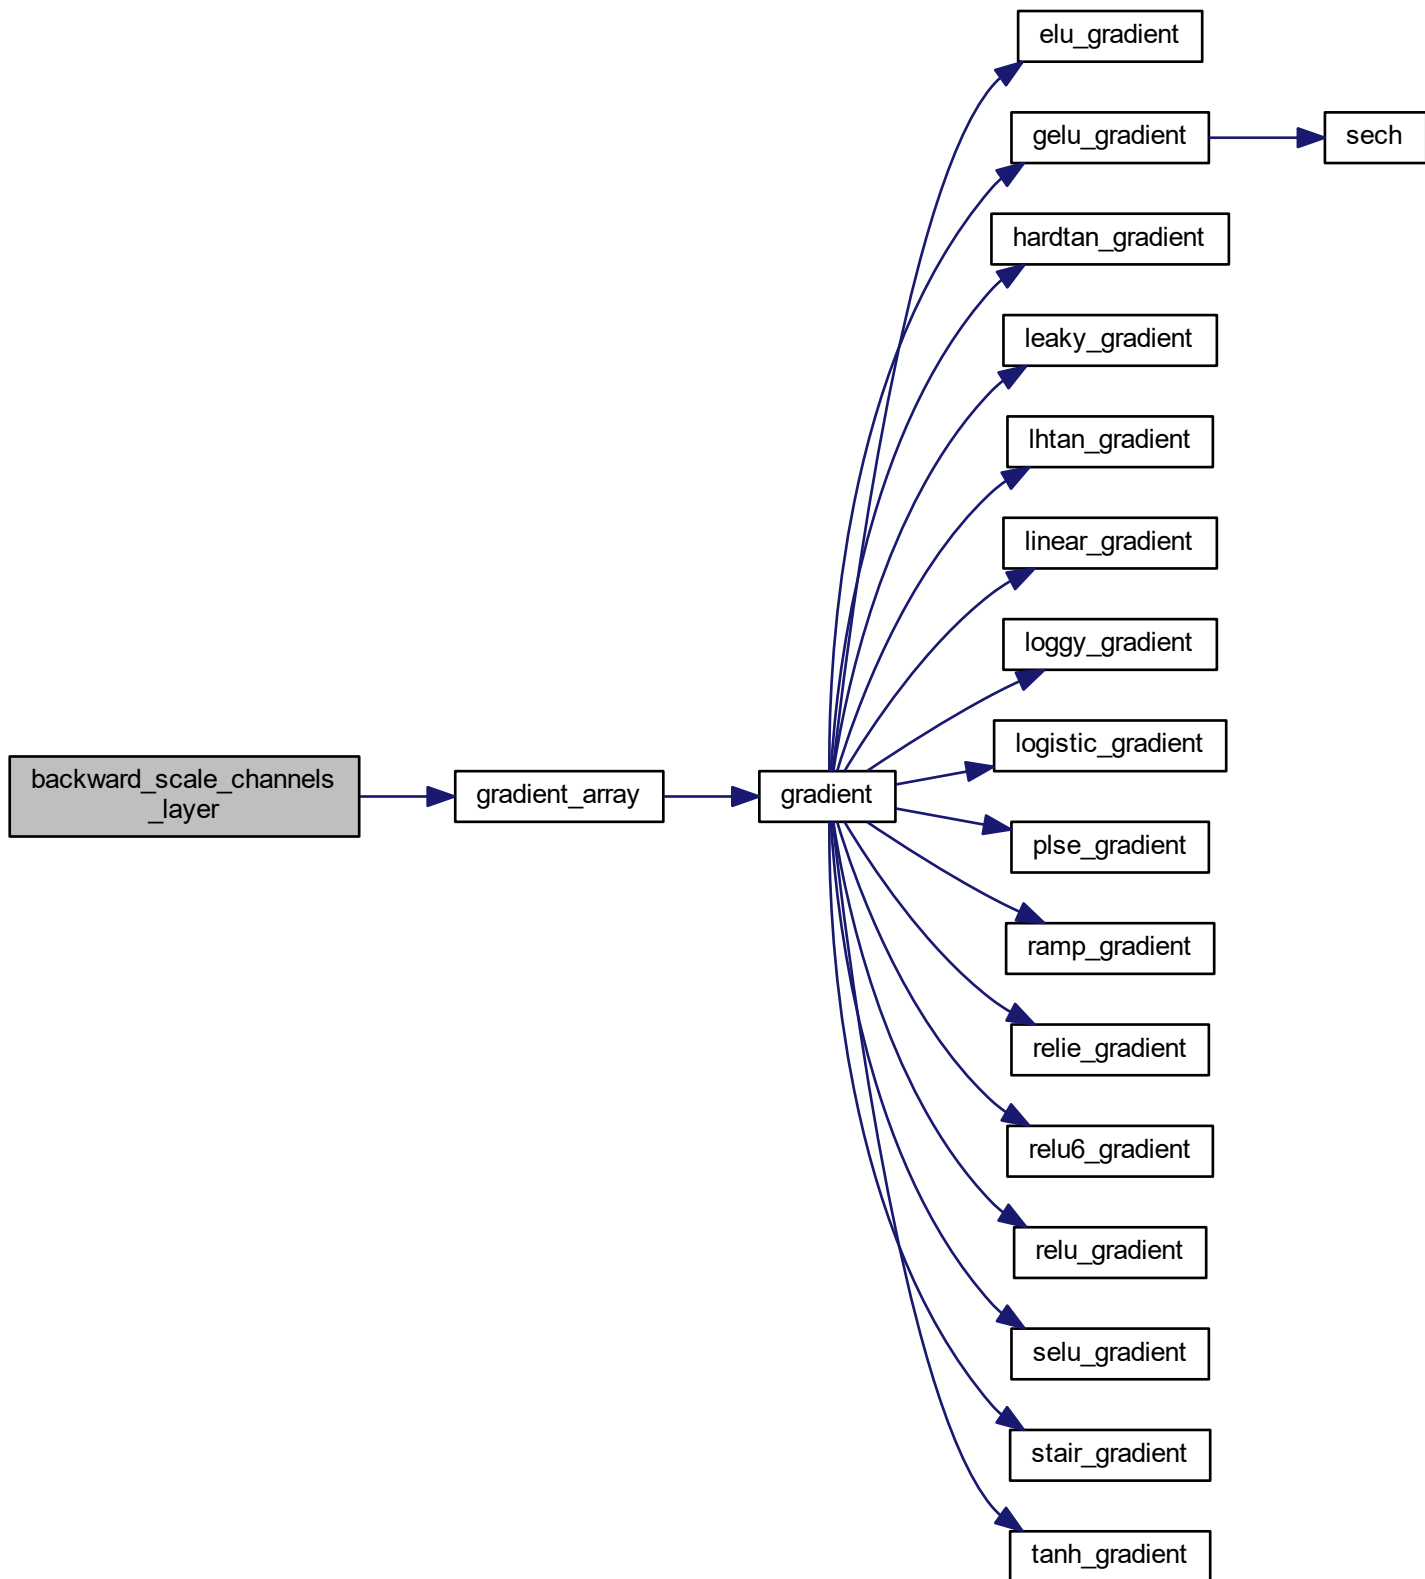 elu_gradient
gelu_gradient
sech
hardtan_gradient
leaky_gradient
lhtan_gradient
linear_gradient
loggy_gradient
logistic_gradient
backward_scale_channels
_layer
gradient_array
gradient
plse_gradient
ramp_gradient
relie_gradient
relu6_gradient
relu_gradient
selu_gradient
stair_gradient
tanh_gradient